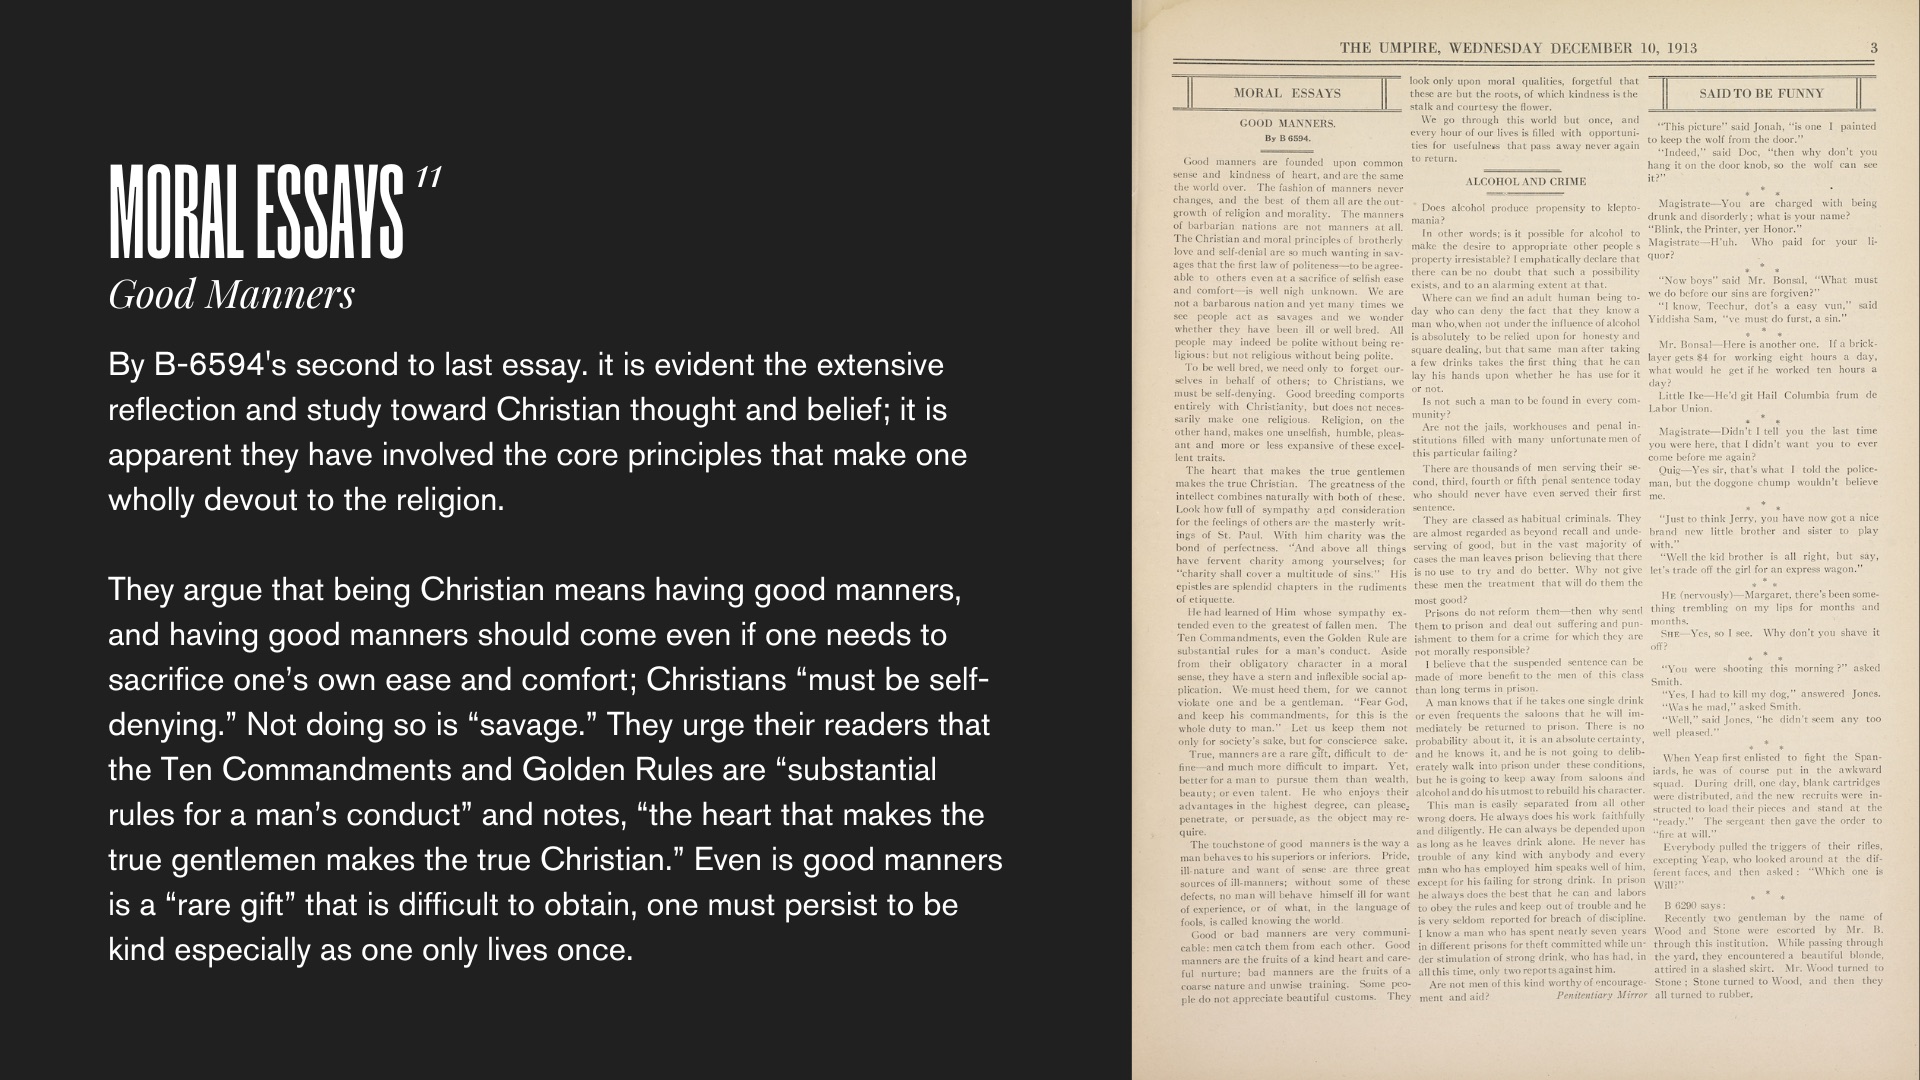 MORAL ESSAYS 11
Good Manners
By B-6594's second to last essay. it is evident the extensive
reflection and study toward Christian thought and belief; it is
apparent they have involved the core principles that make one
wholly devout to the religion.
They argue that being Christian means having good manners,
and having good manners should come even if one needs to
sacrifice one’s own ease and comfort; Christians “must be self-
denying.” Not doing so is “savage.” They urge their readers that
the Ten Commandments and Golden Rules are “substantial
rules for a man’s conduct” and notes, “the heart that makes the
true gentlemen makes the true Christian.” Even is good manners
is a “rare gift” that is difficult to obtain, one must persist to be
kind especially as one only lives once.
THE UMPIRE, WEDNESDAY DECEMBER 10, 1913 3
MORAL ESSAYS
GOOD MANNERS.
By B 6594.
Good manners are founded upon common
sense and kindness of heart, and are the same
the world over. The fashion of manners never
changes, and the best of them all are the out-
growth of religion and morality. The manners
of barbarian nations are not manners at all.
The Christian and moral principles of brotherly
love and self-denial are so much wanting in sav-
ages that the first law of politeness—to be agree-
able to others even at a sacrifice of selfish ease
and comfort—is well nigh unknown. We are
not a barbarous nation and yet many times we
see people act as savages and we wonder
whether they have been ill or well bred. All
people may indeed be polite without being re-
ligious; but not religious without being polite.
To be well bred, we need only to forget our-
selves in behalf of others; to Christians, we
must be self-denying. Good breeding comports
entirely with Christianity, but does not neces-
sarily make one religious. Religion, on the
other hand, makes one unselfish, humble, pleas-
ant and more or less expansive of these excel-
lent traits.
The heart that makes the true gentlemen
makes the true Christian. The greatness of the
intellect combines naturally with both of these.
Look how full of sympathy and consideration
for the feelings of others are the masterly writ-
ings of St. Paul. With him charity was the
bond of perfectness. “And above all things
have fervent charity among yourselves; for
“charity shall cover a multitude of sins.” His
epistles are splendid chapters in the rudiments
of etiquette.
He had learned of Him whose sympathy ex-
tended even to the greatest of fallen men. The
Ten Commandments, even the Golden Rule are
substantial rules for a man's conduct. Aside
from their obligatory character in a moral
sense, they have a stern and inflexible social ap-
plication. We must heed them, for we cannot
violate one and be a gentleman. “Fear God,
and keep his commandments, for this is the
whole duty to man.” Let us keep them not
only for society's sake, but for conscience sake.
True, manners are a rare gift, difficult to de-
fine—and much more difficult to impart. Yet,
better for a man to pursue them than wealth,
beauty; or even talent. He who enjoys their
advantages in the highest degree, can please,
penetrate, or persuade, as the object may re-
quire.
The touchstone of good manners is the way a
man behaves to his superiors or inferiors. Pride,
ill-nature and want of sense are three great
sources of ill-manners; without some of these
defects, no man will behave himself ill for want
of experience, or of what, in the language of
fools, is called knowing the world.
Good or bad manners are very communi-
cable: men catch them from each other. Good
manners are the fruits of a kind heart and care-
ful nurture; bad manners are the fruits of a
coarse nature and unwise training. Some peo-
ple do not appreciate beautiful customs. They
look only upon moral qualities, forgetful that
these are but the roots, of which kindness is the
stalk and courtesy the flower.
We go through this world but once, and
every hour of our lives is filled with opportuni-
ties for usefulness that pass away never again
to return.
ALCOHOL AND CRIME
Does alcohol produce propensity to klepto-
mania?
In other words; is it possible for alcohol to
make the desire to appropriate other people's
property irresistable? I emphatically declare that
there can be no doubt that such a possibility
exists, and to an alarming extent at that.
Where can we find an adult human being to-
day who can deny the fact that they know a
man who, when not under the influence of alcohol
is absolutely to be relied upon for honesty and
square dealing, but that same man after taking
a few drinks takes the first thing that he can
lay his hands upon whether he has use for it
or not.
Is not such a man to be found in every com-
munity?
Are not the jails, workhouses and penal in-
stitutions filled with many unfortunate men of
this particular failing?
There are thousands of men serving their se-
cond, third, fourth or fifth penal sentence today
who should never have even served their first
sentence.
They are classed as habitual criminals. They
are almost regarded as beyond recall and unde-
serving of good, but in the vast majority of
cases the man leaves prison believing that there
is no use to try and do better. Why not give
these men the treatment that will do them the
most good?
Prisons do not reform them—then why send
them to prison and deal out suffering and pun-
ishment to them for a crime for which they are
not morally responsible?
I believe that the suspended sentence can be
made of more benefit to the men of this class
than long terms in prison.
A man knows that if he takes one single drink
or even frequents the saloons that he will im-
mediately be returned to prison. There is no
probability about it, it is an absolute certainty,
and he knows it, and he is not going to delib-
erately walk into prison under these conditions,
but he is going to keep away from saloons and
alcohol and do his utmost to rebuild his character.
This man is easily separated from all other
wrong doers. He always does his work faithfully
and diligently. He can always be depended upon
as long as he leaves drink alone. He never has
trouble of any kind with anybody and every
man who has employed him speaks well of him,
except for his failing for strong drink. In prison
he always does the best that he can and labors
to obey the rules and keep out of trouble and he
is very seldom reported for breach of discipline.
I know a man who has spent nearly seven years
in different prisons for theft committed while un-
der stimulation of strong drink, who has had, in
all this time, only two reports against him.
Are not men of this kind worthy of encourage-
ment and aid? Penitentiary Mirror
SAID TO BE FUNNY
“This picture” said Jonah, “is one I painted
to keep the wolf from the door.”
“Indeed,” said Doc, “then why don't you
hang it on the door knob, so the wolf can see
it?”
* * *
Magistrate—You are charged with being
drunk and disorderly; what is your name?
“Blink, the Printer, yer Honor.”
Magistrate—H'uh. Who paid for your li-
quor?
* * *
“Now boys” said Mr. Bonsal, “What must
we do before our sins are forgiven?”
“I know, Teechur, dot's a easy vun,” said
Yiddisha Sam, “ve must do furst, a sin.”
* * *
Mr. Bonsal—Here is another one. If a brick-
layer gets $4 for working eight hours a day,
what would he get if he worked ten hours a
day?
Little Ike—He'd git Hail Columbia frum de
Labor Union.
* * *
Magistrate—Didn't I tell you the last time
you were here, that I didn't want you to ever
come before me again?
Quig—Yes sir, that's what I told the police-
man, but the doggone chump wouldn't believe
me.
* * *
“Just to think Jerry, you have now got a nice
brand new little brother and sister to play
with.”
“Well the kid brother is all right, but say,
let's trade off the girl for an express wagon.”
* * *
HE (nervously)—Margaret, there's been some-
thing trembling on my lips for months and
months.
SHE—Yes, so I see. Why don't you shave it
off?
* * *
“You were shooting this morning?” asked
Smith.
“Yes, I had to kill my dog,” answered Jones.
“Was he mad,” asked Smith.
“Well,” said Jones, “he didn't seem any too
well pleased.”
* * *
When Yeap first enlisted to fight the Span-
iards, he was of course put in the awkward
squad. During drill, one day, blank cartridges
were distributed, and the new recruits were in-
structed to load their pieces and stand at the
“ready.” The sergeant then gave the order to
“fire at will.”
Everybody pulled the triggers of their rifles,
excepting Yeap, who looked around at the dif-
ferent faces, and then asked: “Which one is
Will?”
* *
B 6290 says:
Recently two gentleman by the name of
Wood and Stone were escorted by Mr. B.
through this institution. While passing through
the yard, they encountered a beautiful blonde,
attired in a slashed skirt. Mr. Wood turned to
Stone; Stone turned to Wood, and then they
all turned to rubber.